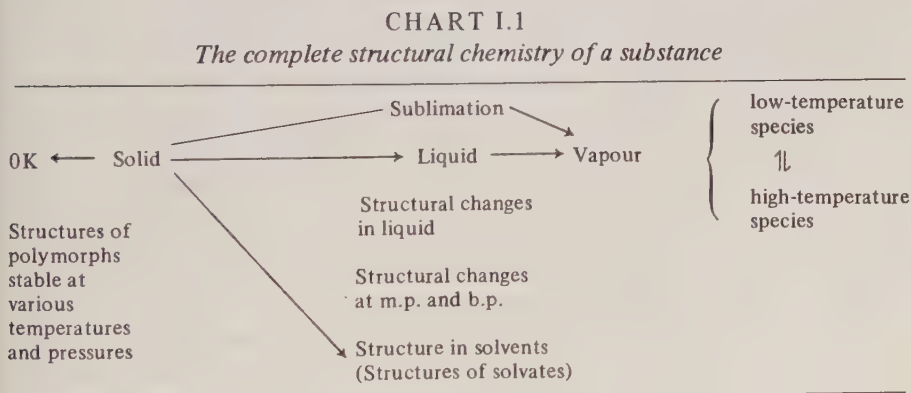 CHART I.1
The complete structural chemistry of a substance
Sublimation
0K Solid Liquid Vapour
low-temperature
species
⇌
high-temperature
species
Structures of
polymorphs
stable at
various
temperatures
and pressures
Structural changes
in liquid
Structural changes
at m.p. and b.p.
Structure in solvents
(Structures of solvates)